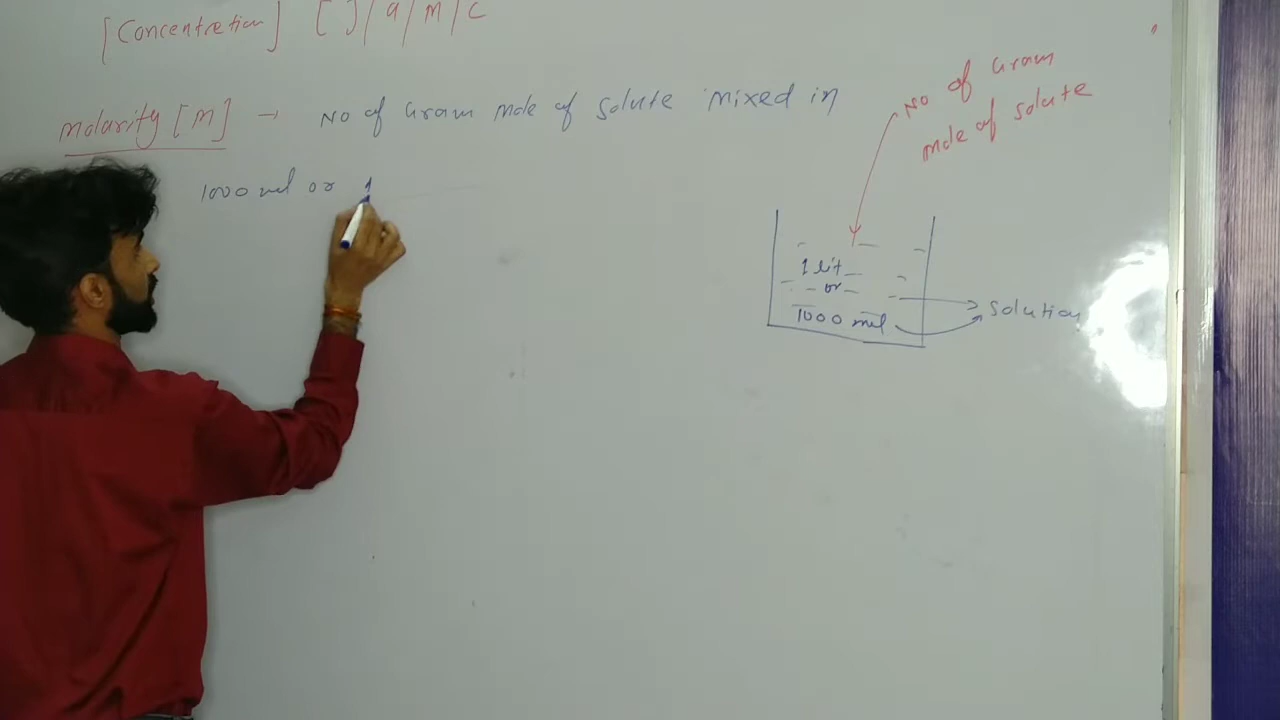 [Concentration] [ ] / a / M / C
Molarity [M] → No of Gram mole of solute mixed in
1000 ml or 1
No of Gram
mole of solute
1 lit
or
1000 ml
Solution